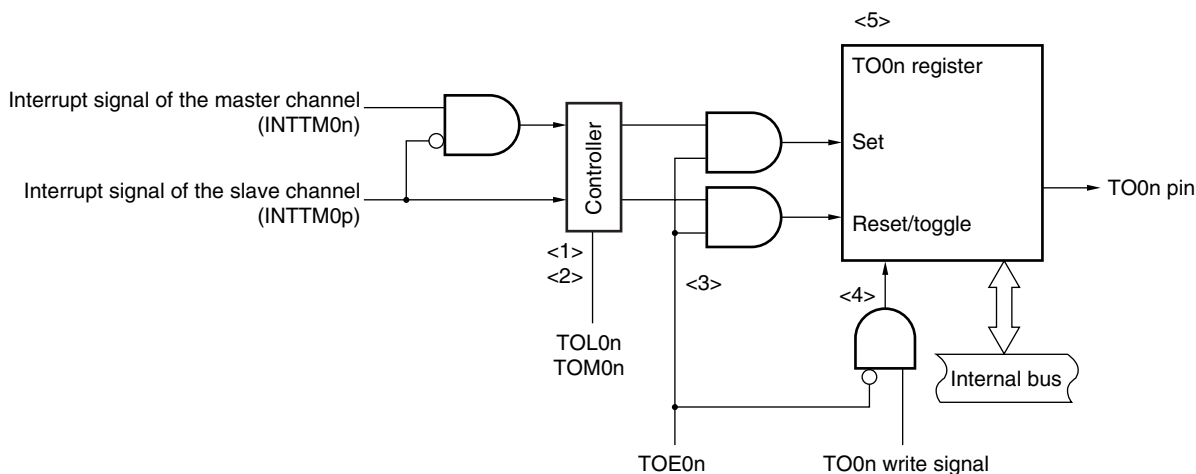 <5>
TO0n register
Interrupt signal of the master channel
(INTTM0n)
Controller
Set
Interrupt signal of the slave channel
(INTTM0p)
TO0n pin
Reset/toggle
<1>
<2>
<3>
<4>
TOL0n
TOM0n
Internal bus
TOE0n
TO0n write signal